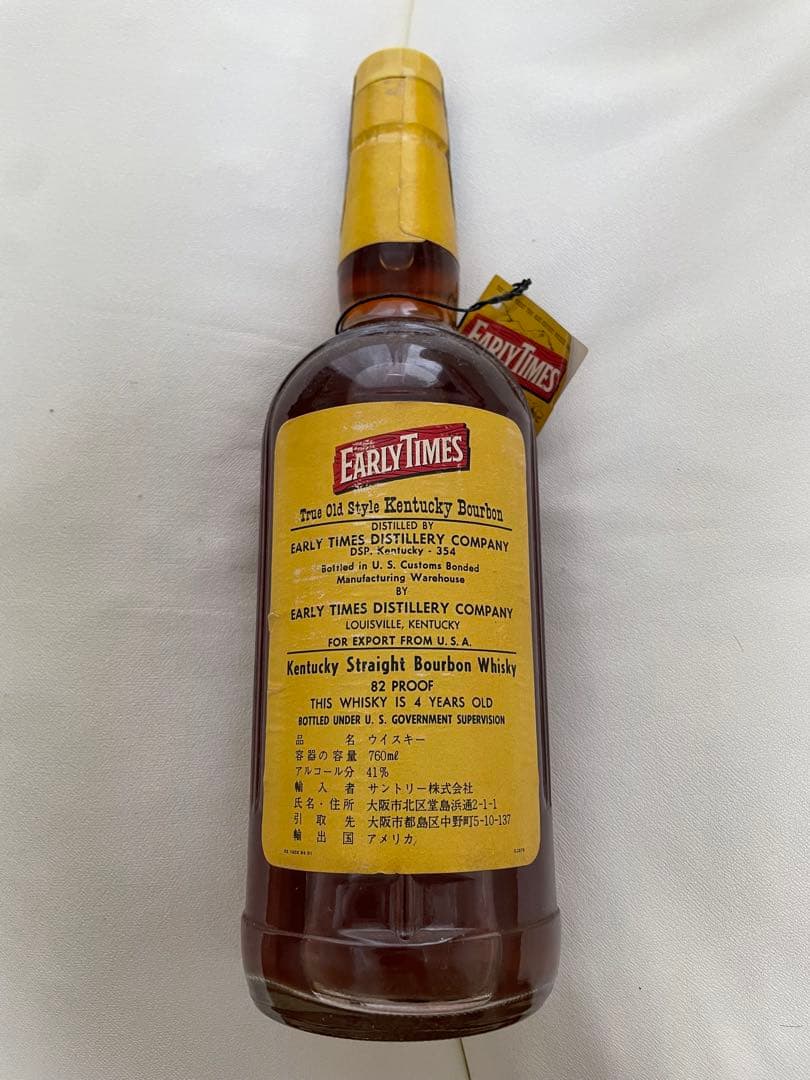 EARLY TIMES
EARLY TIMES
True Old Style Kentucky Bourbon
DISTILLED BY
EARLY TIMES DISTILLERY COMPANY
DSP. Kentucky - 354
Bottled in U. S. Customs Bonded
Manufacturing Warehouse
BY
EARLY TIMES DISTILLERY COMPANY
LOUISVILLE, KENTUCKY
FOR EXPORT FROM U.S.A.
Kentucky Straight Bourbon Whisky
82 PROOF
THIS WHISKY IS 4 YEARS OLD
BOTTLED UNDER U. S. GOVERNMENT SUPERVISION
品名 ウイスキー
容器の容量 760mℓ
アルコール分 41%
輸入者 サントリー株式会社
氏名・住所 大阪市北区堂島浜通2-1-1
引取先 大阪市都島区中野町5-10-137
輸出国 アメリカ